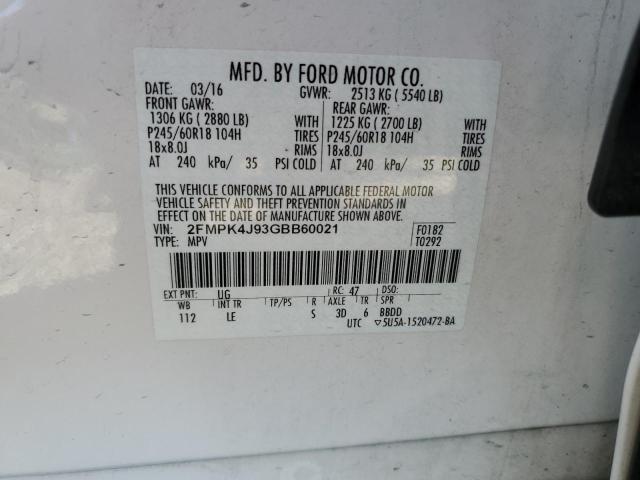 MFD. BY FORD MOTOR CO.
DATE: 03/16 GVWR: 2513 KG ( 5540 LB)
FRONT GAWR: REAR GAWR:
1306 KG ( 2880 LB) WITH 1225 KG ( 2700 LB) WITH
P245/60R18 104H TIRES P245/60R18 104H TIRES
18x8.0J RIMS 18x8.0J RIMS
AT 240 kPa/ 35 PSI COLD AT 240 kPa/ 35 PSI COLD
THIS VEHICLE CONFORMS TO ALL APPLICABLE FEDERAL MOTOR
VEHICLE SAFETY AND THEFT PREVENTION STANDARDS IN
EFFECT ON THE DATE OF MANUFACTURE SHOWN ABOVE.
VIN: 2FMPK4J93GBB60021 F0182
TYPE: MPV T0292
EXT PNT: UG RC: 47 DSO:
WB INT TR TP/PS R AXLE TR SPR
112 LE S 3D 6 BBDD
UTC ▽5U5A-1520472-BA